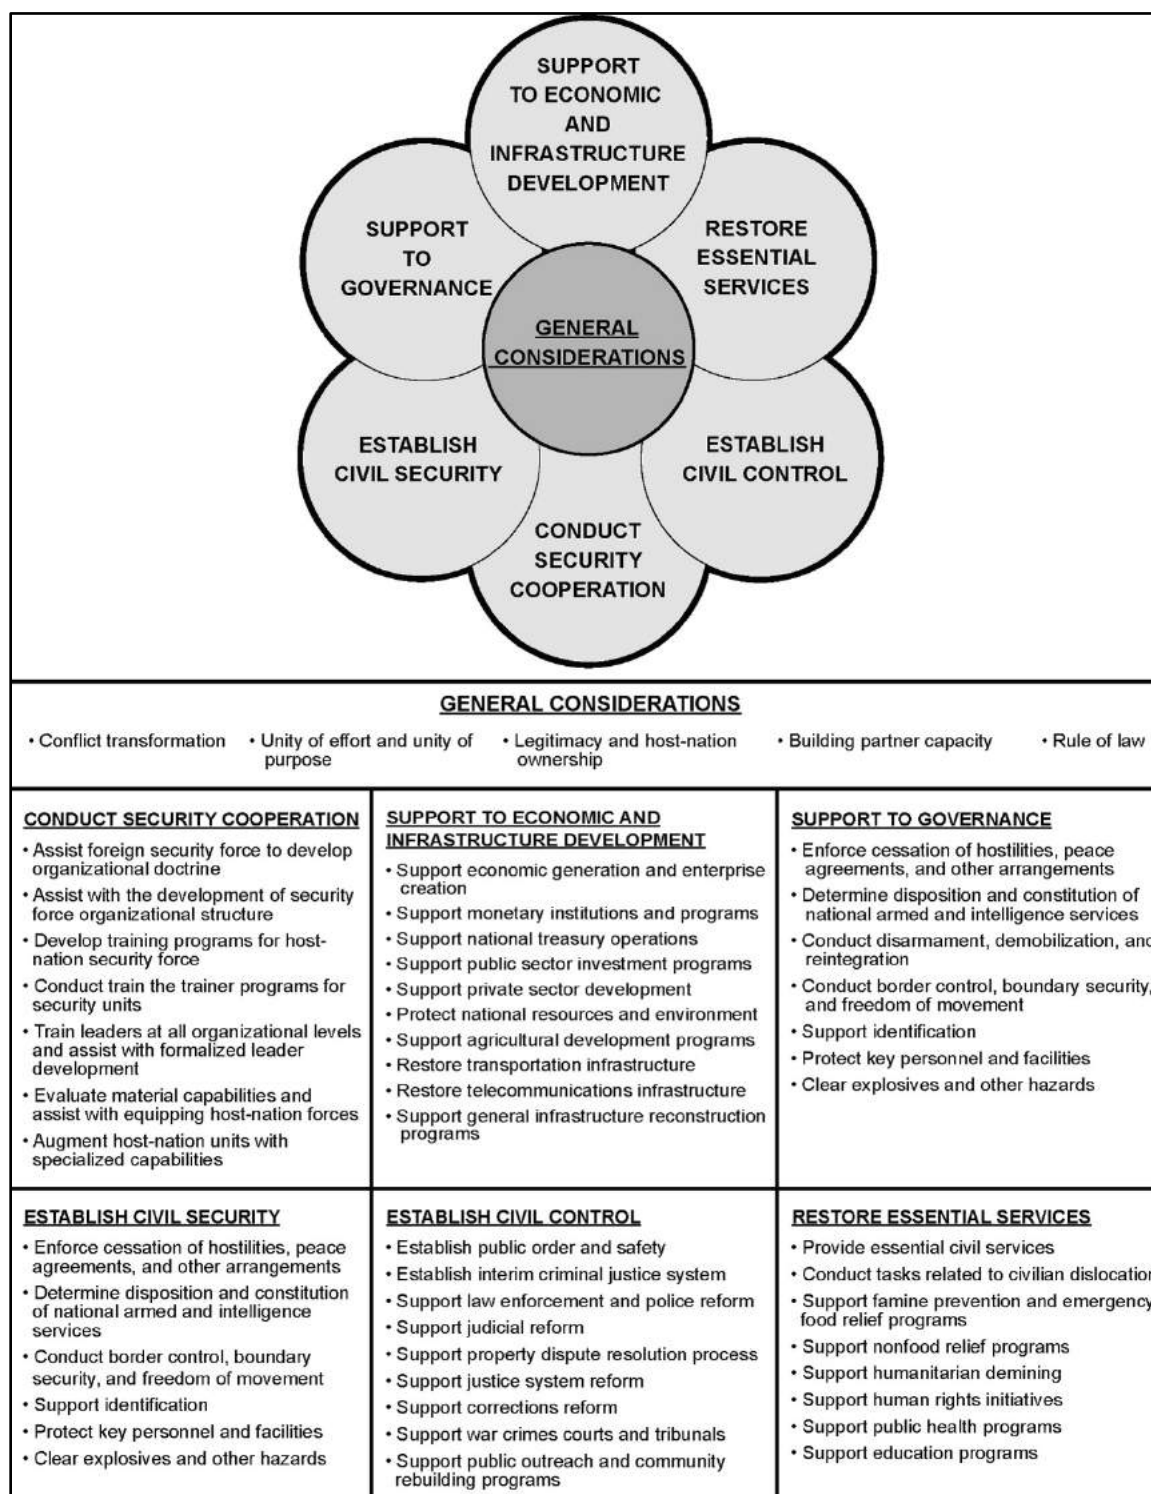 SUPPORT
TO ECONOMIC
AND
INFRASTRUCTURE
DEVELOPMENT
SUPPORT
TO
GOVERNANCE
RESTORE
ESSENTIAL
SERVICES
GENERAL
CONSIDERATIONS
ESTABLISH
CIVIL SECURITY
ESTABLISH
CIVIL CONTROL
CONDUCT
SECURITY
COOPERATION
GENERAL CONSIDERATIONS
• Conflict transformation
• Unity of effort and unity of
purpose
• Legitimacy and host-nation
ownership
• Building partner capacity
• Rule of law
CONDUCT SECURITY COOPERATION
• Assist foreign security force to develop
organizational doctrine
• Assist with the development of security
force organizational structure
• Develop training programs for host-
nation security force
• Conduct train the trainer programs for
security units
• Train leaders at all organizational levels
and assist with formalized leader
development
• Evaluate material capabilities and
assist with equipping host-nation forces
• Augment host-nation units with
specialized capabilities
SUPPORT TO ECONOMIC AND
INFRASTRUCTURE DEVELOPMENT
• Support economic generation and enterprise
creation
• Support monetary institutions and programs
• Support national treasury operations
• Support public sector investment programs
• Support private sector development
• Protect national resources and environment
• Support agricultural development programs
• Restore transportation infrastructure
• Restore telecommunications infrastructure
• Support general infrastructure reconstruction
programs
SUPPORT TO GOVERNANCE
• Enforce cessation of hostilities, peace
agreements, and other arrangements
• Determine disposition and constitution of
national armed and intelligence services
• Conduct disarmament, demobilization, and
reintegration
• Conduct border control, boundary security,
and freedom of movement
• Support identification
• Protect key personnel and facilities
• Clear explosives and other hazards
ESTABLISH CIVIL SECURITY
• Enforce cessation of hostilities, peace
agreements, and other arrangements
• Determine disposition and constitution
of national armed and intelligence
services
• Conduct border control, boundary
security, and freedom of movement
• Support identification
• Protect key personnel and facilities
• Clear explosives and other hazards
ESTABLISH CIVIL CONTROL
• Establish public order and safety
• Establish interim criminal justice system
• Support law enforcement and police reform
• Support judicial reform
• Support property dispute resolution process
• Support justice system reform
• Support corrections reform
• Support war crimes courts and tribunals
• Support public outreach and community
rebuilding programs
RESTORE ESSENTIAL SERVICES
• Provide essential civil services
• Conduct tasks related to civilian dislocation
• Support famine prevention and emergency
food relief programs
• Support nonfood relief programs
• Support humanitarian demining
• Support human rights initiatives
• Support public health programs
• Support education programs